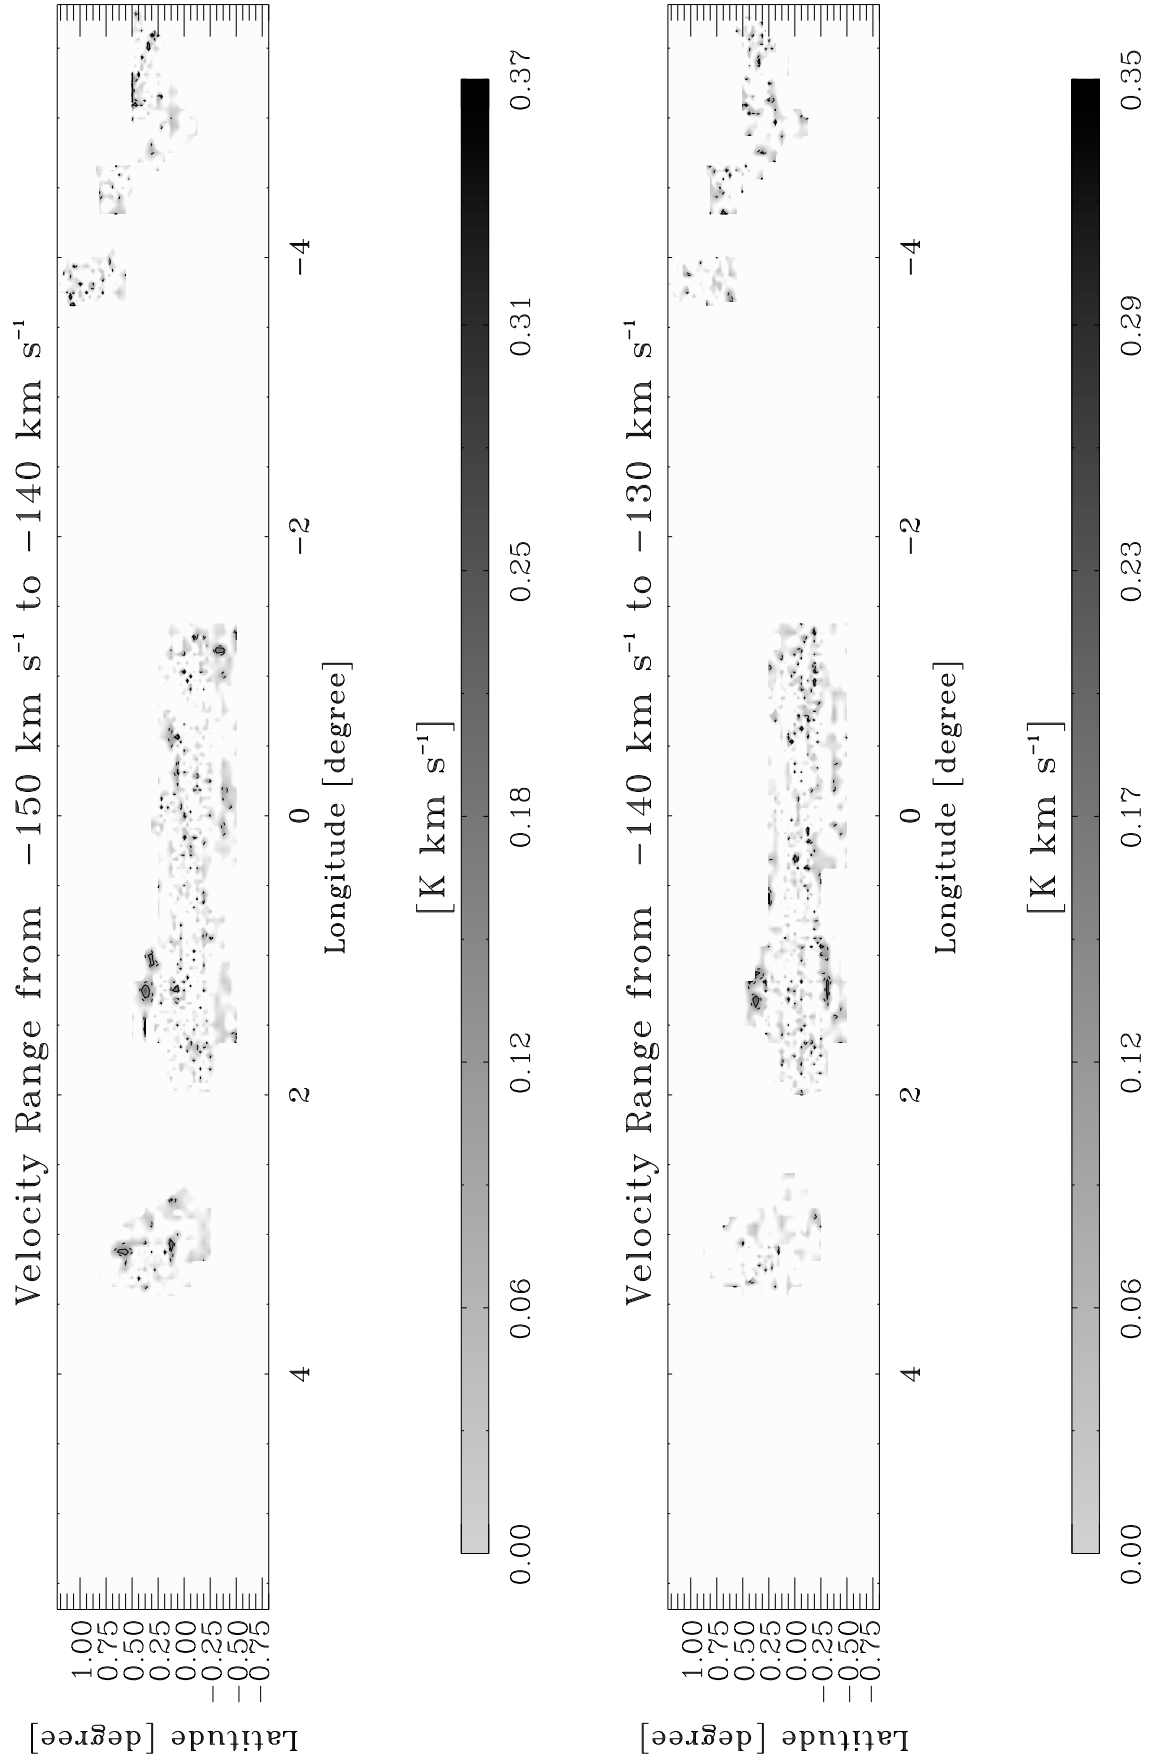 Velocity Range from −150 km s⁻¹ to −140 km s⁻¹
Latitude [degree]
1.00
0.75
0.50
0.25
0.00
−0.25
−0.50
−0.75
4 2 0 −2 −4
Longitude [degree]
[K km s⁻¹]
0.00 0.06 0.12 0.18 0.25 0.31 0.37
Velocity Range from −140 km s⁻¹ to −130 km s⁻¹
Latitude [degree]
1.00
0.75
0.50
0.25
0.00
−0.25
−0.50
−0.75
4 2 0 −2 −4
Longitude [degree]
[K km s⁻¹]
0.00 0.06 0.12 0.17 0.23 0.29 0.35